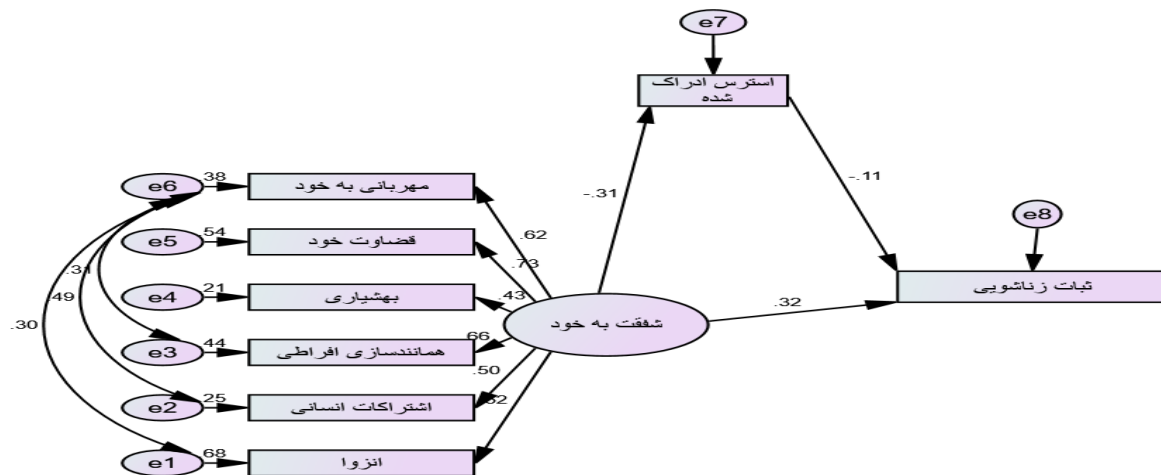 e7
استرس ادراک
شده
e6
.38
مهربانی به خود
-.31
-.11
e8
e5
.54
قضاوت خود
.62
.73
.31
e4
.21
بهشیاری
.43
ثبات زناشویی
.49
.32
.30
شفقت به خود
e3
.44
همانندسازی افراطی
.66
.50
e2
.25
اشتراکات انسانی
e1
.68
انزوا